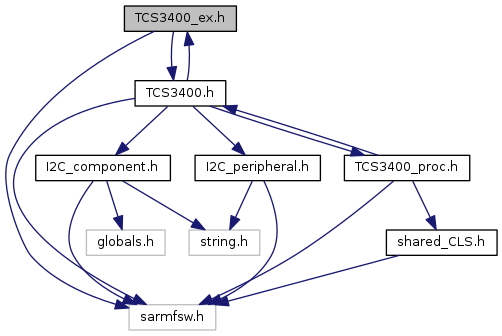 TCS3400_ex.h
TCS3400.h
I2C_component.h
I2C_peripheral.h
TCS3400_proc.h
globals.h
string.h
shared_CLS.h
sarmfsw.h